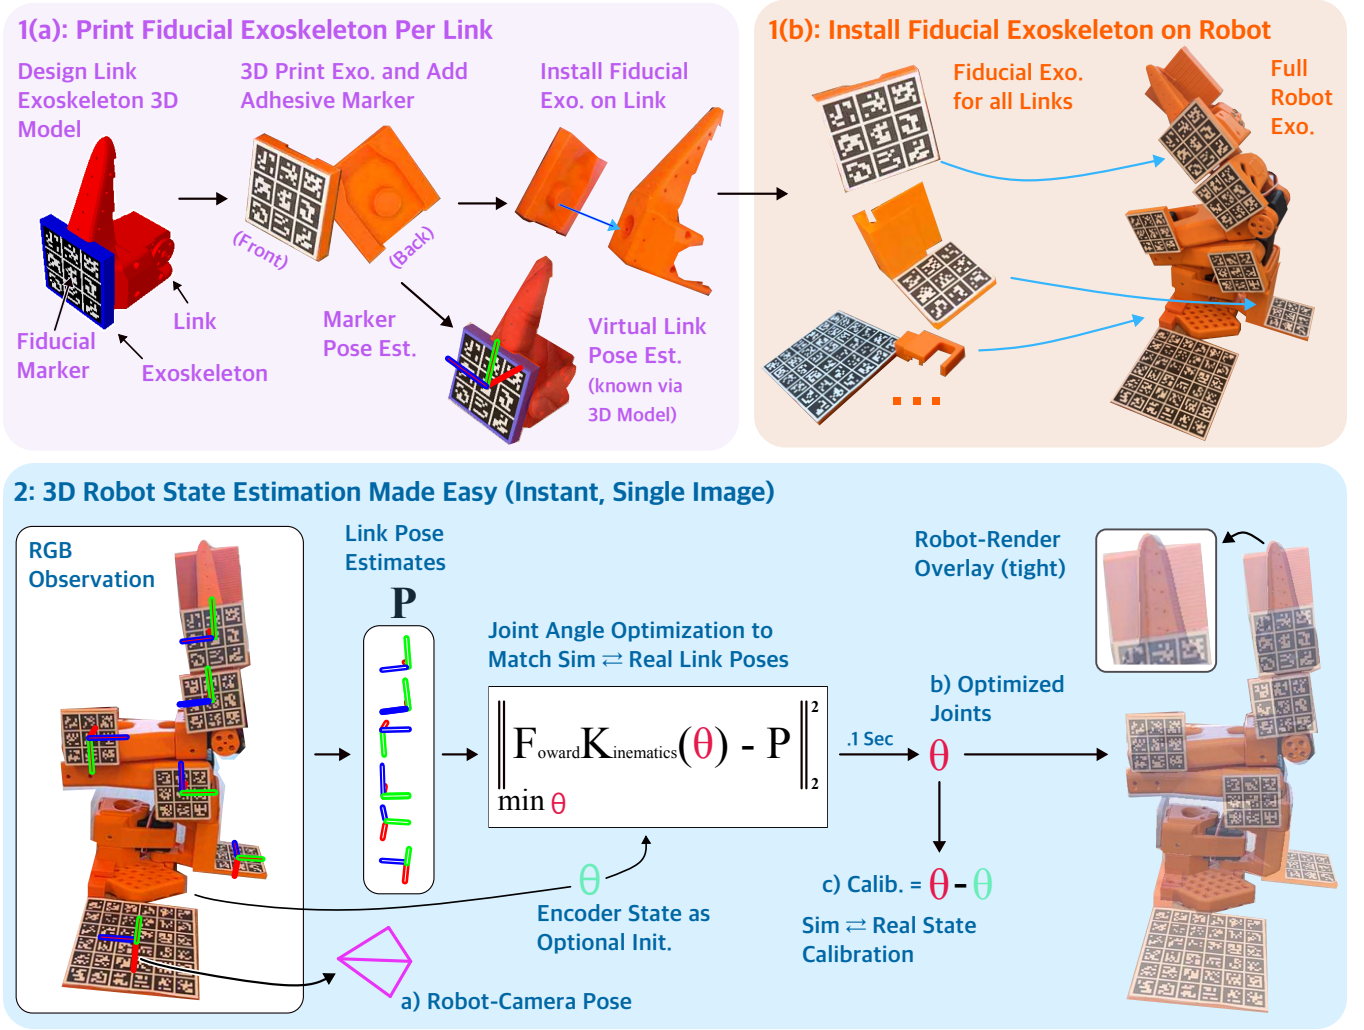 1(a): Print Fiducial Exoskeleton Per Link
Design Link
Exoskeleton 3D
Model
3D Print Exo. and Add
Adhesive Marker
Install Fiducial
Exo. on Link
(Front)
(Back)
Fiducial
Marker
Link
Exoskeleton
Marker
Pose Est.
Virtual Link
Pose Est.
(known via
3D Model)
1(b): Install Fiducial Exoskeleton on Robot
Fiducial Exo.
for all Links
Full
Robot
Exo.
...
2: 3D Robot State Estimation Made Easy (Instant, Single Image)
RGB
Observation
Link Pose
Estimates
P
Joint Angle Optimization to
Match Sim ⇄ Real Link Poses
‖ForwardKinematics(θ) - P‖²₂
min θ
θ
Encoder State as
Optional Init.
a) Robot-Camera Pose
.1 Sec
b) Optimized
Joints
θ
c) Calib. = θ - θ
Sim ⇄ Real State
Calibration
Robot-Render
Overlay (tight)